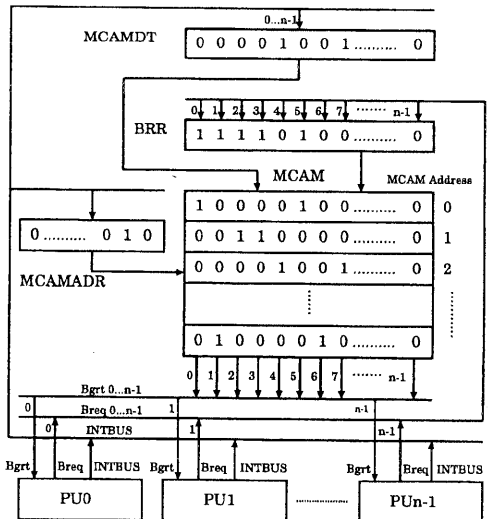 0...n-1
MCAMDT
0 0 0 0 1 0 0 1 .......... 0
0 1 2 3 4 5 6 7 ....... n-1
BRR
1 1 1 1 0 1 0 0 .......... 0
MCAM
MCAM Address
1 0 0 0 0 1 0 0 .......... 0 0
0 0 1 1 0 0 0 0 .......... 0 1
0 .......... 0 1 0
0 0 0 0 1 0 0 1 .......... 0 2
MCAMADR
0 1 0 0 0 0 1 0 .......... 0
0 1 2 3 4 5 6 7 ....... n-1
Bgrt 0...n-1
0 Breq 0...n-1 1 n-1
0 INTBUS 1 n-1
Bgrt Breq INTBUS Bgrt Breq INTBUS Bgrt Breq INTBUS
PU0 PU1 .............. PUn-1